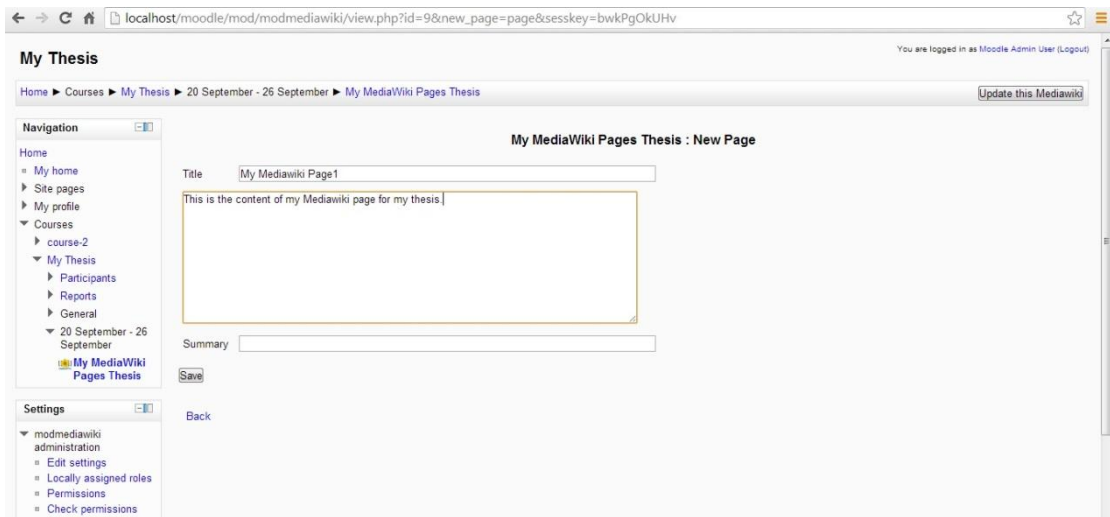 localhost/moodle/mod/modmediawiki/view.php?id=9&new_page=page&sesskey=bwkPgOkUHv
My Thesis
You are logged in as Moodle Admin User (Logout)
Home ► Courses ► My Thesis ► 20 September - 26 September ► My MediaWiki Pages Thesis
Update this Mediawiki
Navigation
Home
My home
Site pages
My profile
Courses
course-2
My Thesis
Participants
Reports
General
20 September - 26
September
My MediaWiki
Pages Thesis
Settings
modmediawiki
administration
Edit settings
Locally assigned roles
Permissions
Check permissions
My MediaWiki Pages Thesis : New Page
Title My Mediawiki Page1
This is the content of my Mediawiki page for my thesis.
Summary
Save
Back